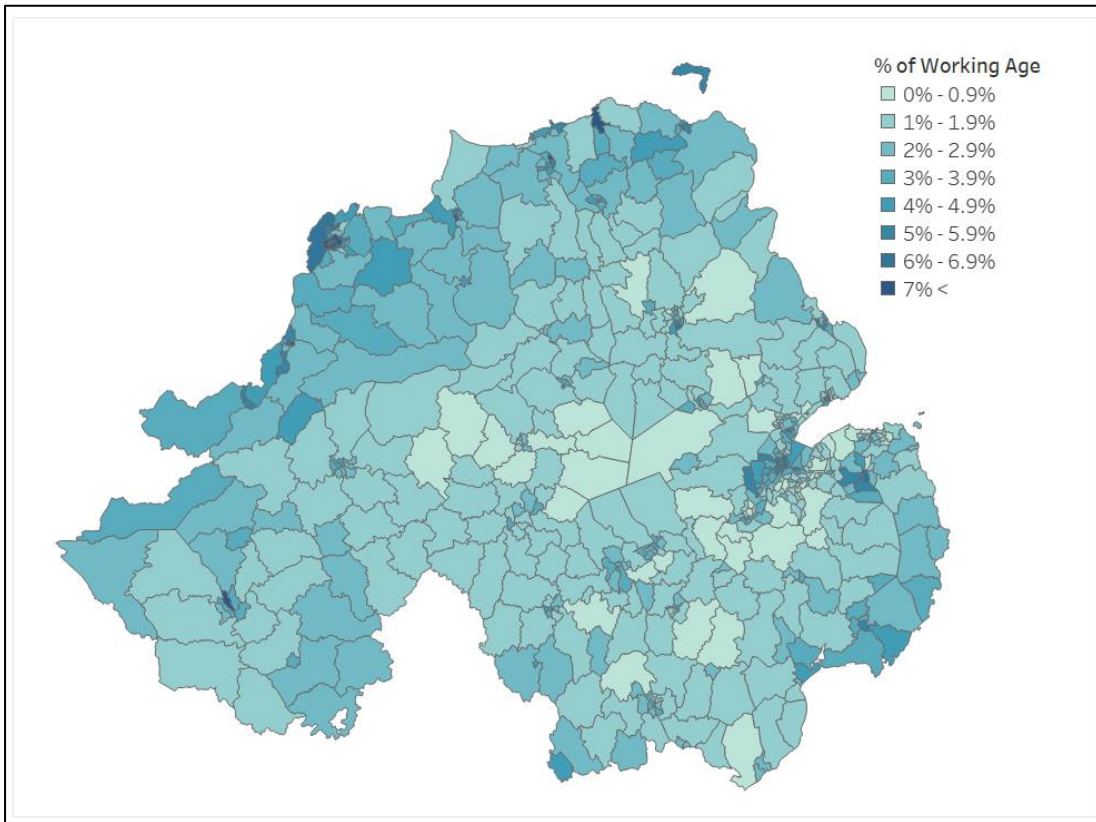 % of Working Age
0% - 0.9%
1% - 1.9%
2% - 2.9%
3% - 3.9%
4% - 4.9%
5% - 5.9%
6% - 6.9%
7% <